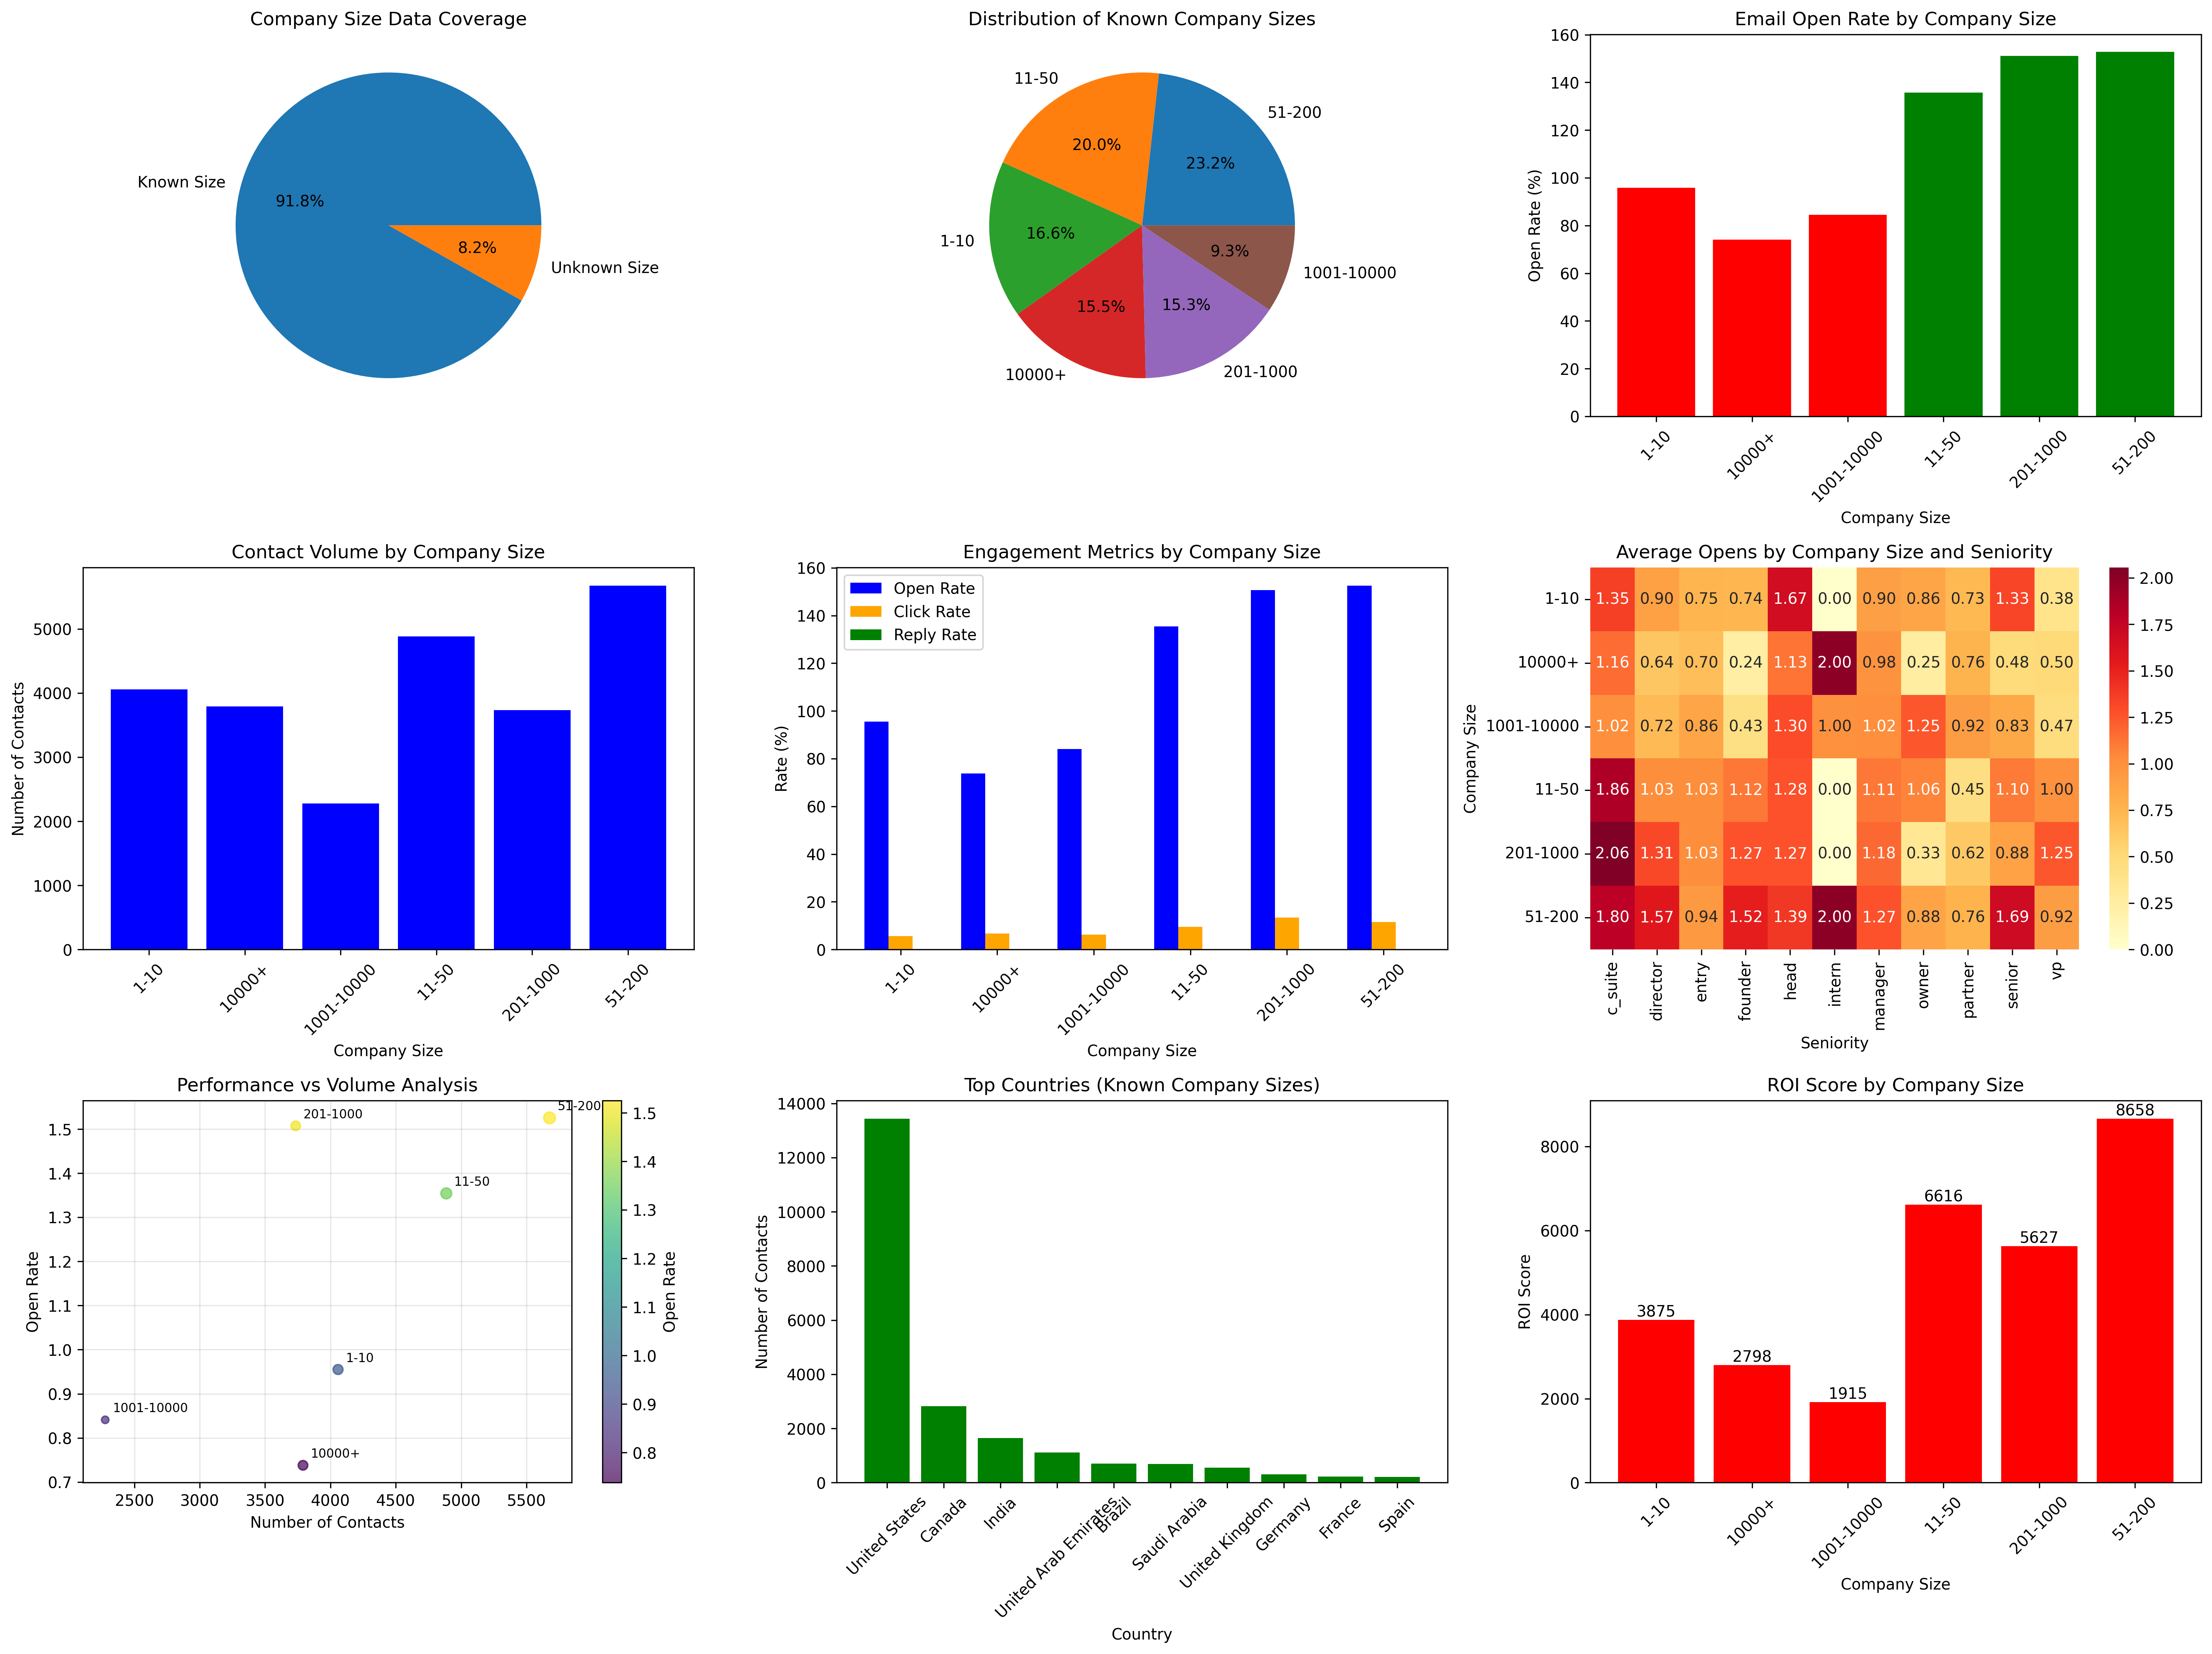 Company Size Data Coverage
Known Size
91.8%
8.2%
Unknown Size
Distribution of Known Company Sizes
11-50
51-200
20.0%
23.2%
1-10
16.6%
9.3%
1001-10000
15.5%
15.3%
10000+
201-1000
Email Open Rate by Company Size
Open Rate (%)
160
140
120
100
80
60
40
20
0
1-10
10000+
1001-10000
11-50
201-1000
51-200
Company Size
Contact Volume by Company Size
Number of Contacts
5000
4000
3000
2000
1000
0
1-10
10000+
1001-10000
11-50
201-1000
51-200
Company Size
Engagement Metrics by Company Size
Rate (%)
160
140
120
100
80
60
40
20
0
Open Rate
Click Rate
Reply Rate
1-10
10000+
1001-10000
11-50
201-1000
51-200
Company Size
Average Opens by Company Size and Seniority
Company Size
1-10 1.35 0.90 0.75 0.74 1.67 0.00 0.90 0.86 0.73 1.33 0.38
10000+ 1.16 0.64 0.70 0.24 1.13 2.00 0.98 0.25 0.76 0.48 0.50
1001-10000 1.02 0.72 0.86 0.43 1.30 1.00 1.02 1.25 0.92 0.83 0.47
11-50 1.86 1.03 1.03 1.12 1.28 0.00 1.11 1.06 0.45 1.10 1.00
201-1000 2.06 1.31 1.03 1.27 1.27 0.00 1.18 0.33 0.62 0.88 1.25
51-200 1.80 1.57 0.94 1.52 1.39 2.00 1.27 0.88 0.76 1.69 0.92
c_suite
director
entry
founder
head
intern
manager
owner
partner
senior
vp
Seniority
2.00
1.75
1.50
1.25
1.00
0.75
0.50
0.25
0.00
Performance vs Volume Analysis
Open Rate
1.5
1.4
1.3
1.2
1.1
1.0
0.9
0.8
0.7
201-1000
51-200
11-50
1-10
1001-10000
10000+
2500
3000
3500
4000
4500
5000
5500
Number of Contacts
1.5
1.4
1.3
1.2
1.1
1.0
0.9
0.8
Open Rate
Top Countries (Known Company Sizes)
Number of Contacts
14000
12000
10000
8000
6000
4000
2000
0
United States
Canada
India
United Arab Emirates
Brazil
Saudi Arabia
United Kingdom
Germany
France
Spain
Country
ROI Score by Company Size
ROI Score
8000
6000
4000
2000
0
3875
2798
1915
6616
5627
8658
1-10
10000+
1001-10000
11-50
201-1000
51-200
Company Size